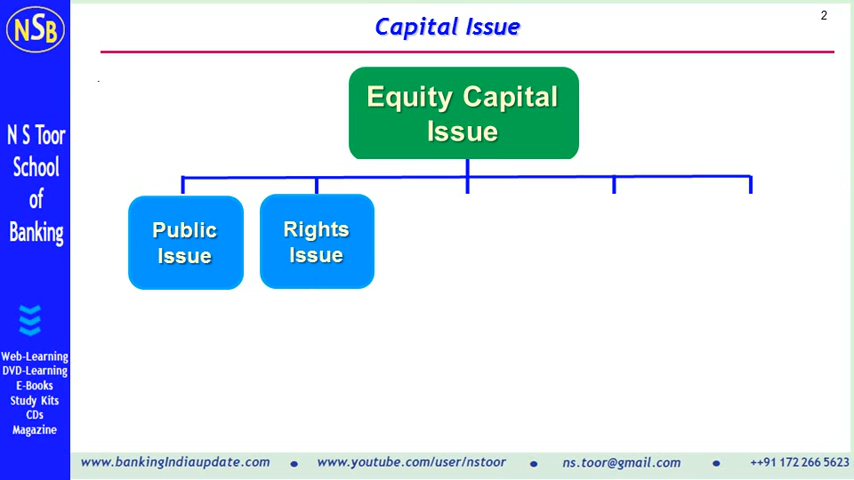 NSB
N S Toor
School
of
Banking
Web-Learning
DVD-Learning
E-Books
Study Kits
CDs
Magazine
Capital Issue
2
Equity Capital
Issue
Public
Issue
Rights
Issue
www.bankingIndiaupdate.com ● www.youtube.com/user/nstoor ● ns.toor@gmail.com ● ++91 172 266 5623